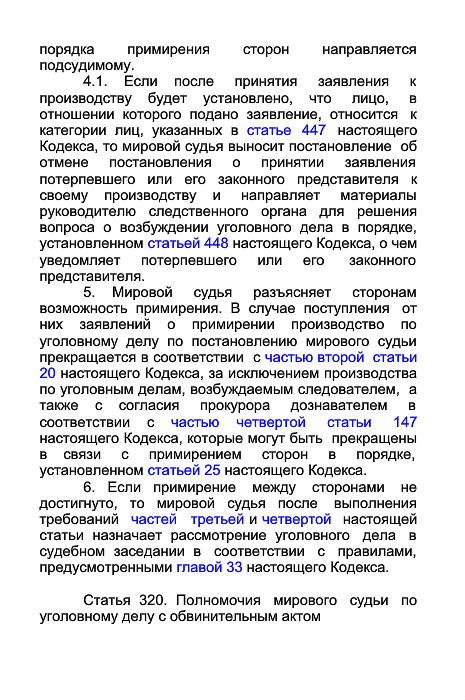 порядка примирения сторон направляется
подсудимому.
4.1. Если после принятия заявления к
производству будет установлено, что лицо, в
отношении которого подано заявление, относится к
категории лиц, указанных в статье 447 настоящего
Кодекса, то мировой судья выносит постановление об
отмене постановления о принятии заявления
потерпевшего или его законного представителя к
своему производству и направляет материалы
руководителю следственного органа для решения
вопроса о возбуждении уголовного дела в порядке,
установленном статьей 448 настоящего Кодекса, о чем
уведомляет потерпевшего или его законного
представителя.
5. Мировой судья разъясняет сторонам
возможность примирения. В случае поступления от
них заявлений о примирении производство по
уголовному делу по постановлению мирового судьи
прекращается в соответствии с частью второй статьи
20 настоящего Кодекса, за исключением производства
по уголовным делам, возбуждаемым следователем, а
также с согласия прокурора дознавателем в
соответствии с частью четвертой статьи 147
настоящего Кодекса, которые могут быть прекращены
в связи с примирением сторон в порядке,
установленном статьей 25 настоящего Кодекса.
6. Если примирение между сторонами не
достигнуто, то мировой судья после выполнения
требований частей третьей и четвертой настоящей
статьи назначает рассмотрение уголовного дела в
судебном заседании в соответствии с правилами,
предусмотренными главой 33 настоящего Кодекса.
Статья 320. Полномочия мирового судьи по
уголовному делу с обвинительным актом